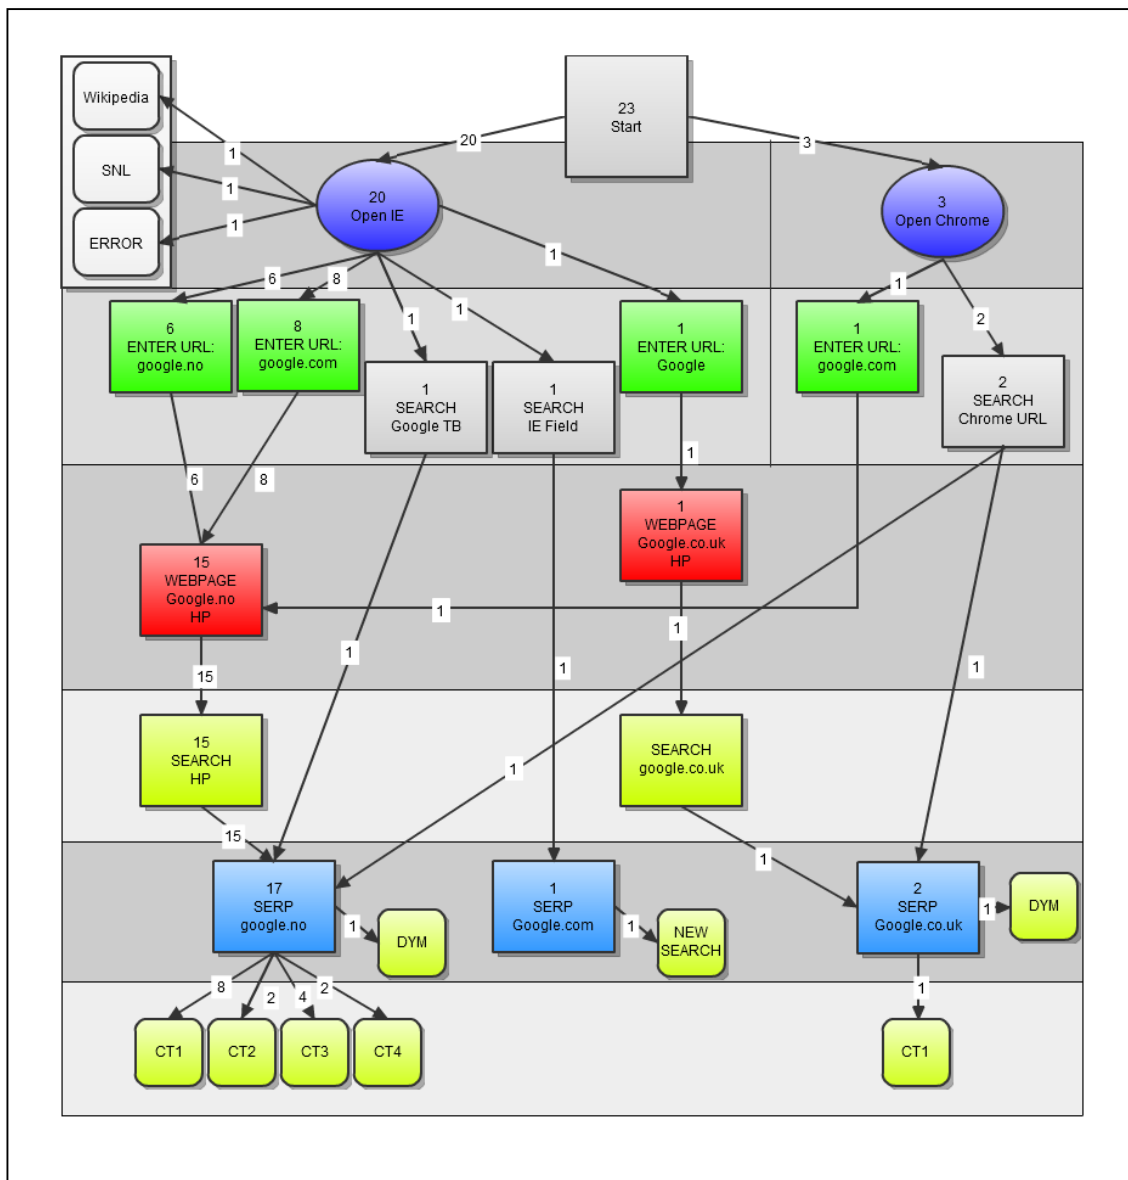 Wikipedia
SNL
ERROR
23
Start
20
3
1
1
1
20
Open IE
3
Open Chrome
1
6
8
1
1
1
2
6
ENTER URL:
google.no
8
ENTER URL:
google.com
1
SEARCH
Google TB
1
SEARCH
IE Field
1
ENTER URL:
Google
1
ENTER URL:
google.com
2
SEARCH
Chrome URL
6
8
1
1
WEBPAGE
Google.co.uk
HP
15
WEBPAGE
Google.no
HP
1
1
1
1
1
15
15
SEARCH
HP
SEARCH
google.co.uk
1
15
1
17
SERP
google.no
1
DYM
1
SERP
Google.com
1
NEW
SEARCH
2
SERP
Google.co.uk
1
DYM
8
2
4
2
1
CT1
CT2
CT3
CT4
CT1